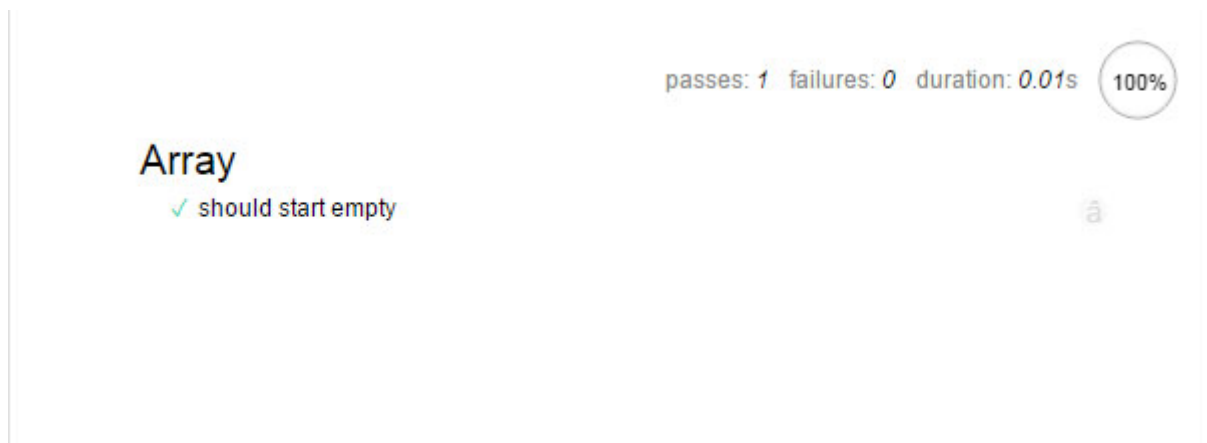 passes: 1 failures: 0 duration: 0.01s 100%
Array
✓ should start empty â